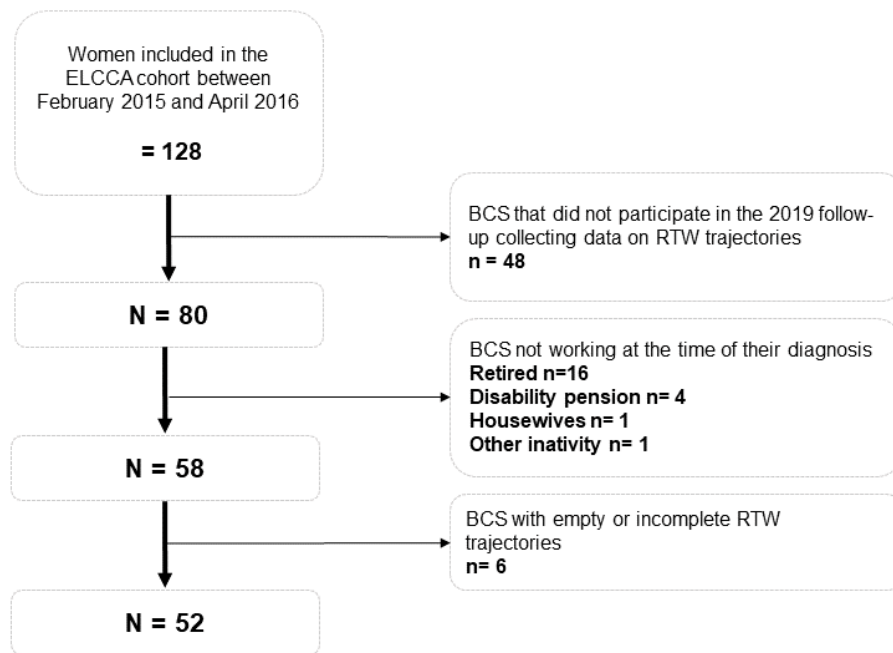 Women included in the
ELCCA cohort between
February 2015 and April 2016
= 128
BCS that did not participate in the 2019 follow-
up collecting data on RTW trajectories
n = 48
N = 80
BCS not working at the time of their diagnosis
Retired n=16
Disability pension n= 4
Housewives n= 1
Other inativity n= 1
N = 58
BCS with empty or incomplete RTW
trajectories
n= 6
N = 52